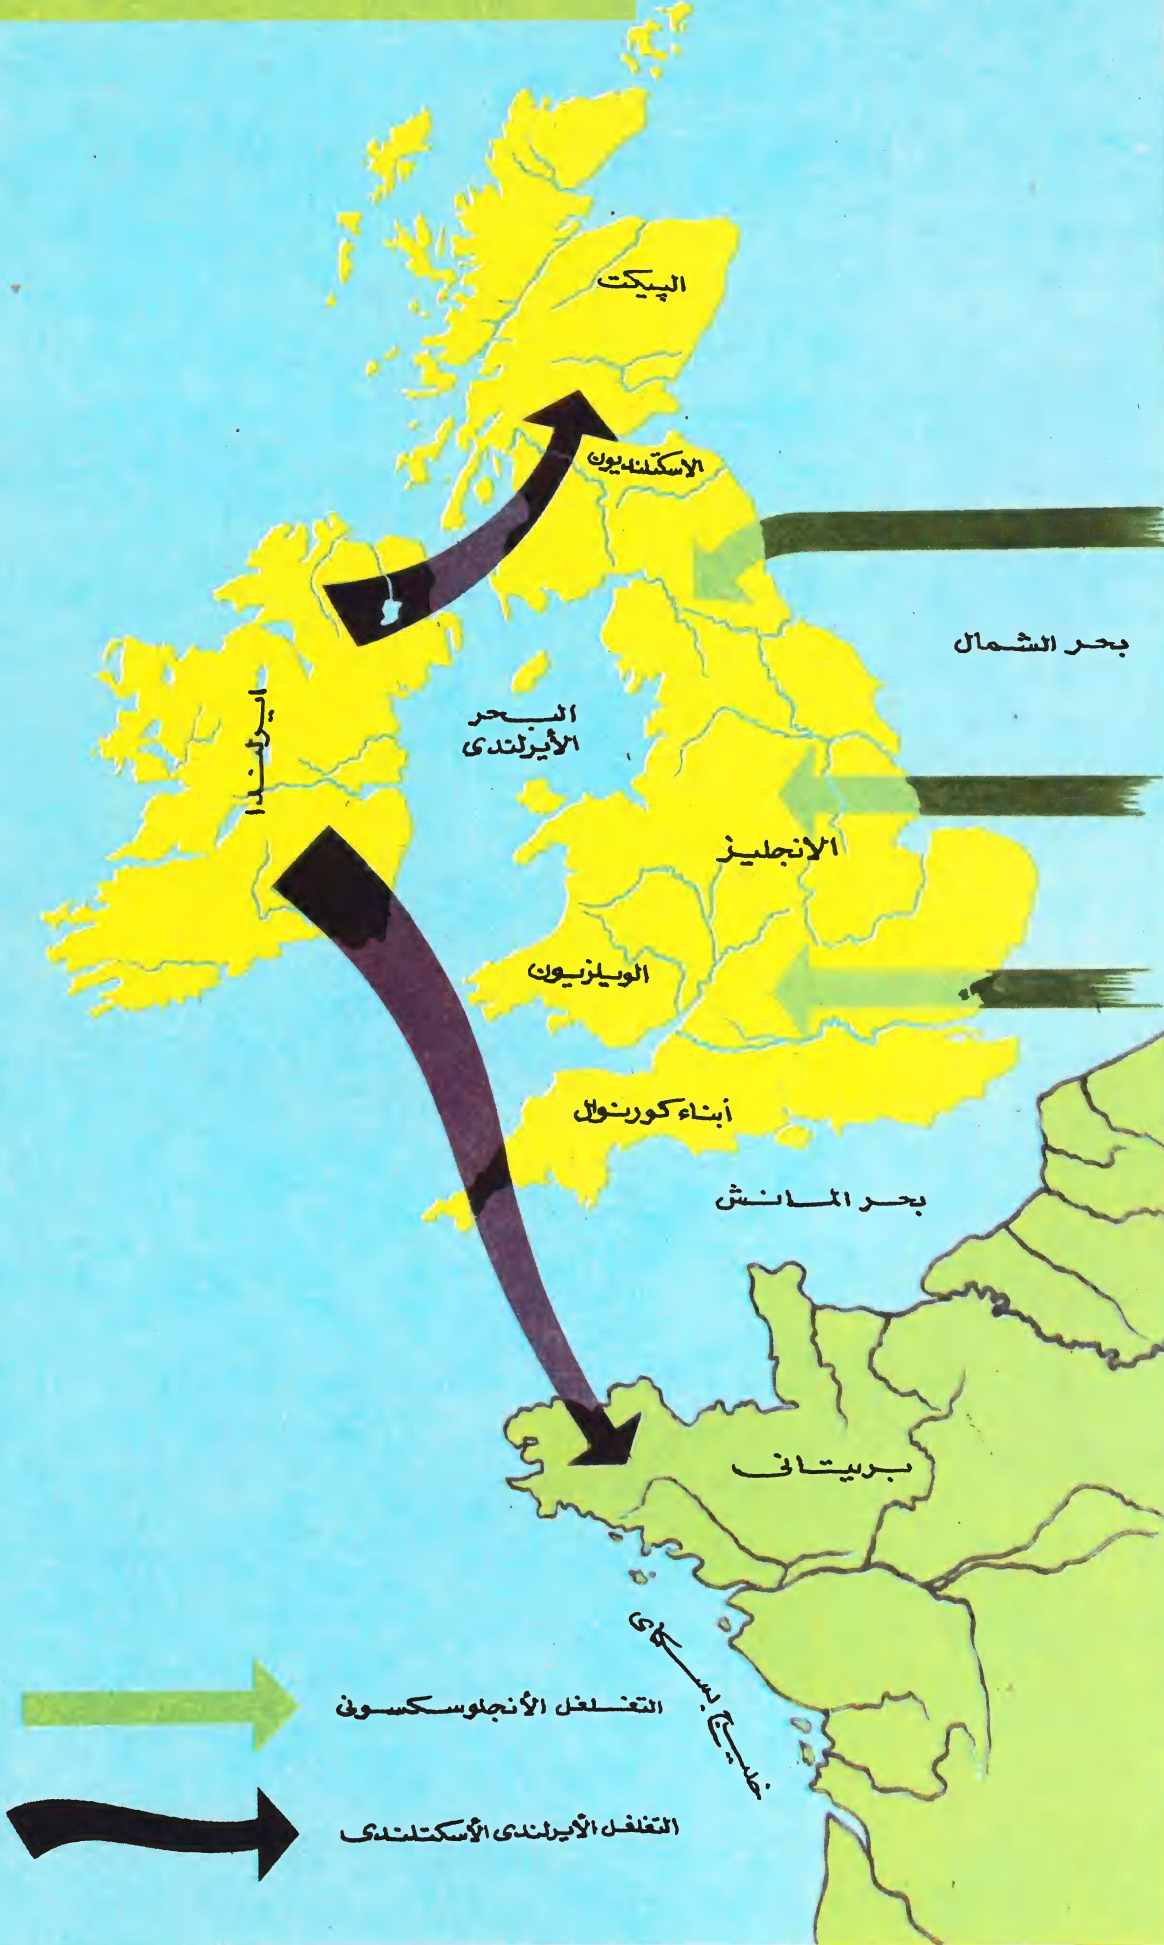 الپيكت
الاسكتلنديون
بحر الشمال
ايرلندا
البحر
الأيرلندى
الانجليز
الويلزيون
أبناء كورنوال
بحر المانش
بريتانى
خليج بسكاى
التغلغل الأنجلوسكسونى
التغلغل الأيرلندى الأسكتلندى